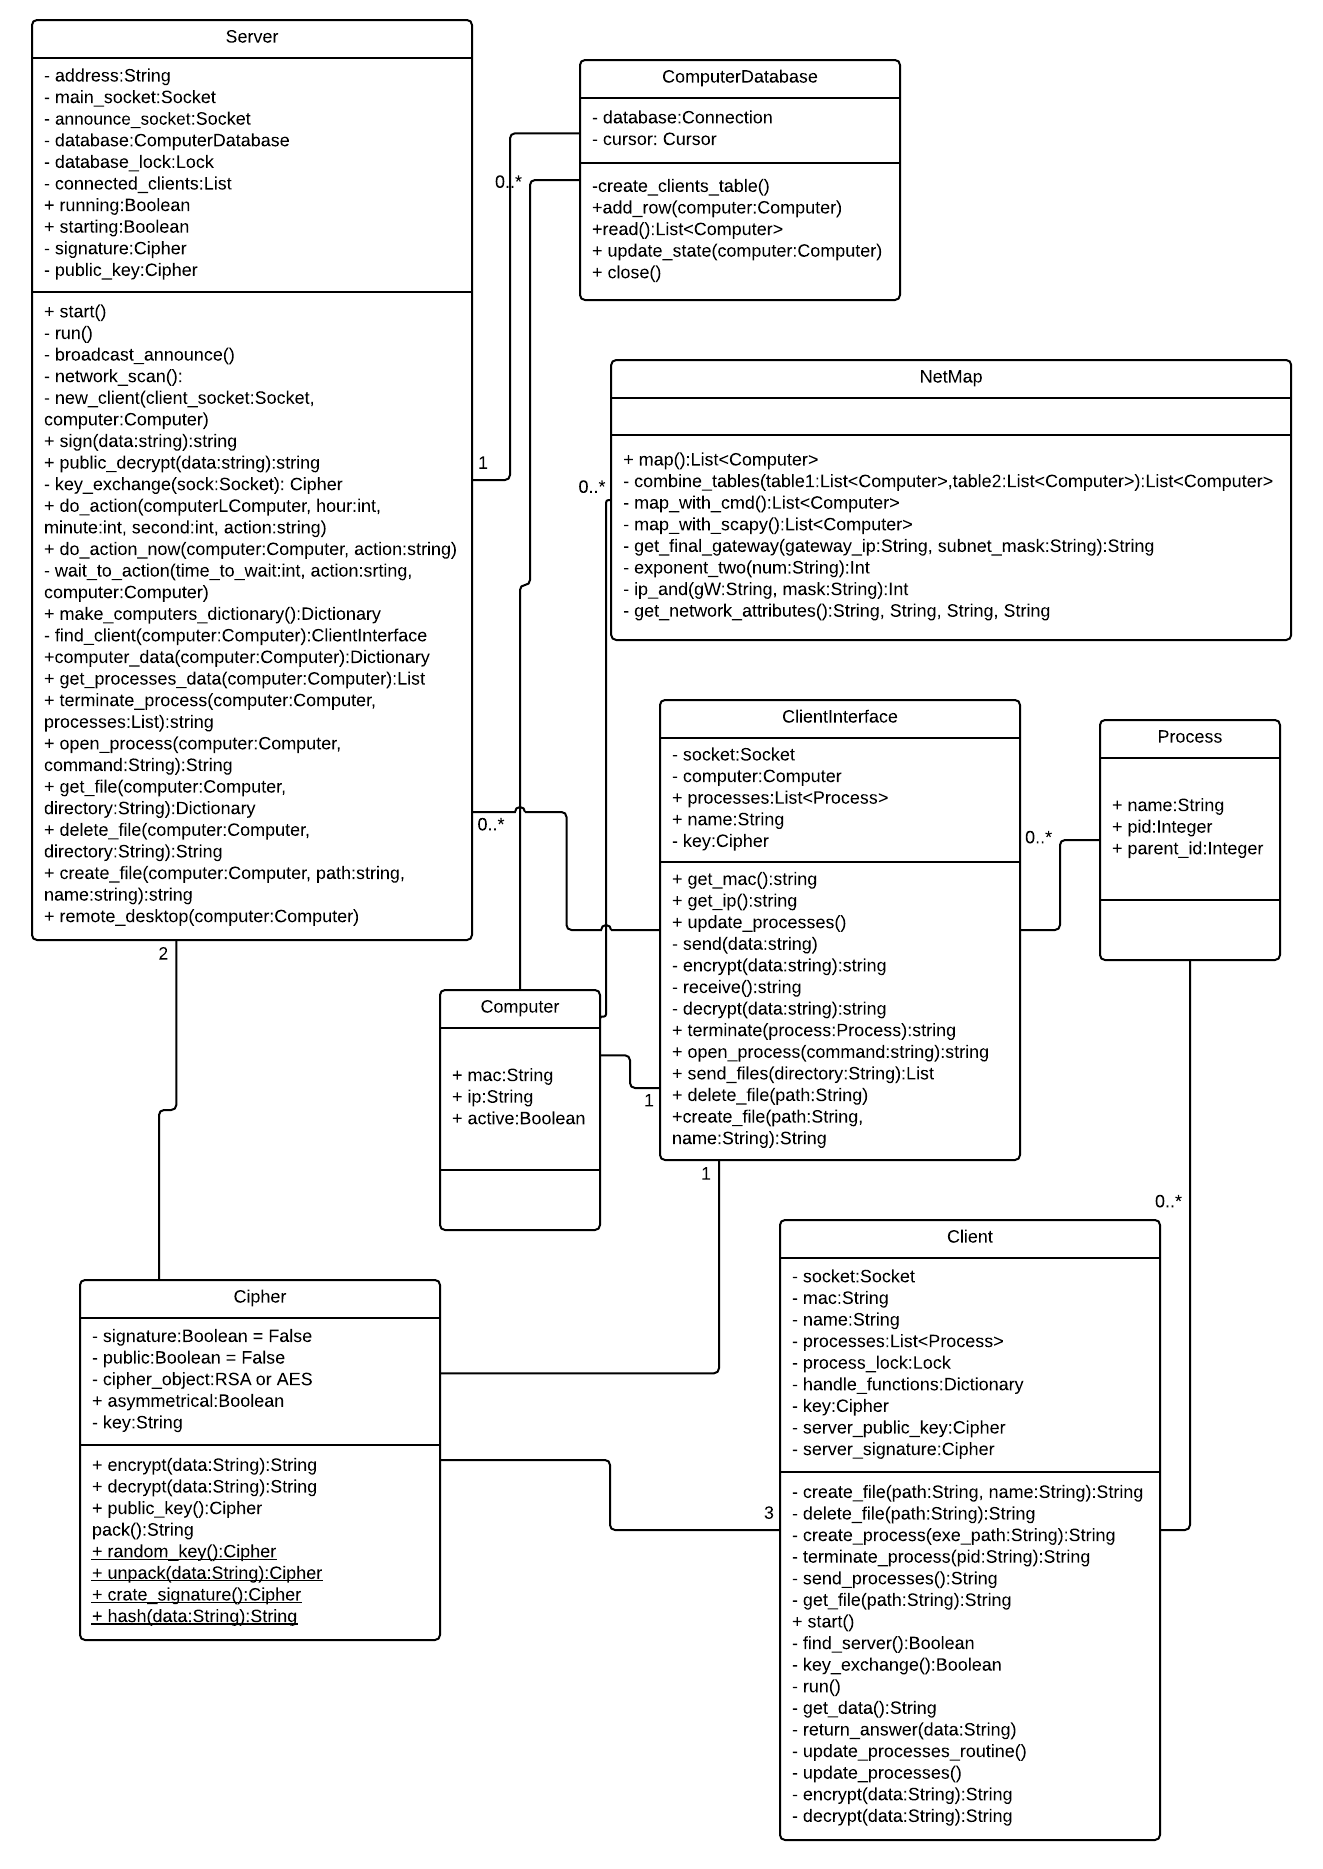 Server
- address:String
- main_socket:Socket
- announce_socket:Socket
- database:ComputerDatabase
- database_lock:Lock
- connected_clients:List
+ running:Boolean
+ starting:Boolean
- signature:Cipher
- public_key:Cipher
+ start()
- run()
- broadcast_announce()
- network_scan():
- new_client(client_socket:Socket,
computer:Computer)
+ sign(data:string):string
+ public_decrypt(data:string):string
- key_exchange(sock:Socket): Cipher
+ do_action(computerLComputer, hour:int,
minute:int, second:int, action:string)
+ do_action_now(computer:Computer, action:string)
- wait_to_action(time_to_wait:int, action:srting,
computer:Computer)
+ make_computers_dictionary():Dictionary
- find_client(computer:Computer):ClientInterface
+computer_data(computer:Computer):Dictionary
+ get_processes_data(computer:Computer):List
+ terminate_process(computer:Computer,
processes:List):string
+ open_process(computer:Computer,
command:String):String
+ get_file(computer:Computer,
directory:String):Dictionary
+ delete_file(computer:Computer,
directory:String):String
+ create_file(computer:Computer, path:string,
name:string):string
+ remote_desktop(computer:Computer)
ComputerDatabase
- database:Connection
- cursor: Cursor
-create_clients_table()
+add_row(computer:Computer)
+read():List<Computer>
+ update_state(computer:Computer)
+ close()
0..*
1
NetMap
+ map():List<Computer>
- combine_tables(table1:List<Computer>,table2:List<Computer>):List<Computer>
- map_with_cmd():List<Computer>
- map_with_scapy():List<Computer>
- get_final_gateway(gateway_ip:String, subnet_mask:String):String
- exponent_two(num:String):Int
- ip_and(gW:String, mask:String):Int
- get_network_attributes():String, String, String, String
0..*
ClientInterface
- socket:Socket
- computer:Computer
+ processes:List<Process>
+ name:String
- key:Cipher
+ get_mac():string
+ get_ip():string
+ update_processes()
- send(data:string)
- encrypt(data:string):string
- receive():string
- decrypt(data:string):string
+ terminate(process:Process):string
+ open_process(command:string):string
+ send_files(directory:String):List
+ delete_file(path:String)
+create_file(path:String,
name:String):String
0..*
Process
+ name:String
+ pid:Integer
+ parent_id:Integer
0..*
2
Computer
+ mac:String
+ ip:String
+ active:Boolean
1
1
0..*
Cipher
- signature:Boolean = False
- public:Boolean = False
- cipher_object:RSA or AES
+ asymmetrical:Boolean
- key:String
+ encrypt(data:String):String
+ decrypt(data:String):String
+ public_key():Cipher
pack():String
+ random_key():Cipher
+ unpack(data:String):Cipher
+ crate_signature():Cipher
+ hash(data:String):String
3
Client
- socket:Socket
- mac:String
- name:String
- processes:List<Process>
- process_lock:Lock
- handle_functions:Dictionary
- key:Cipher
- server_public_key:Cipher
- server_signature:Cipher
- create_file(path:String, name:String):String
- delete_file(path:String):String
- create_process(exe_path:String):String
- terminate_process(pid:String):String
- send_processes():String
- get_file(path:String):String
+ start()
- find_server():Boolean
- key_exchange():Boolean
- run()
- get_data():String
- return_answer(data:String)
- update_processes_routine()
- update_processes()
- encrypt(data:String):String
- decrypt(data:String):String